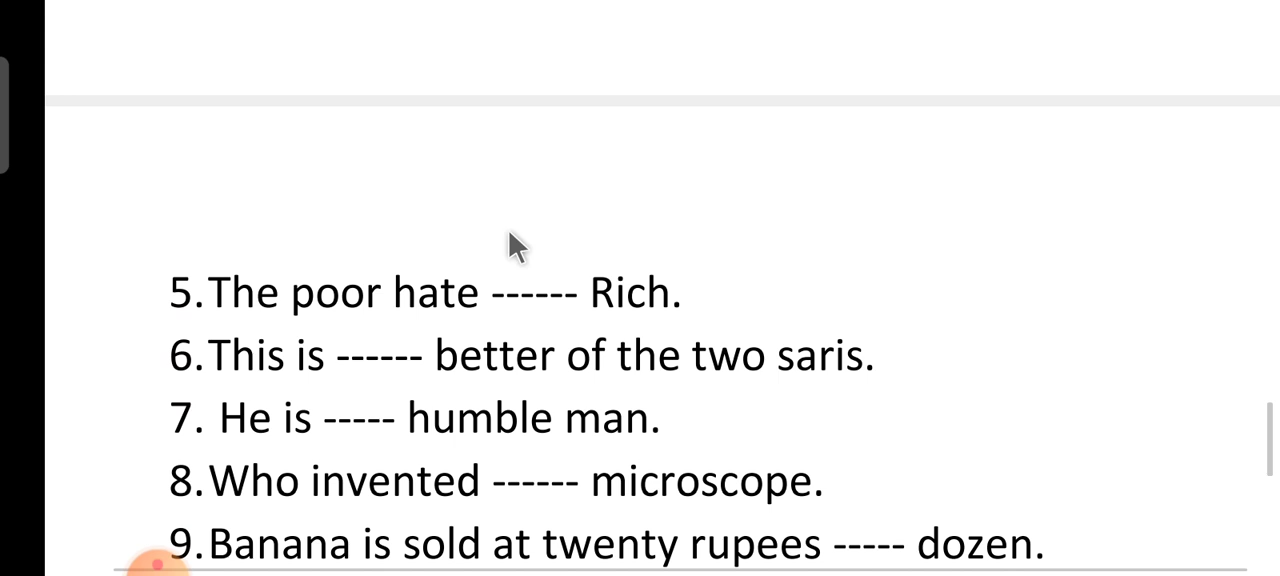 5.The poor hate ------ Rich.
6.This is ------ better of the two saris.
7. He is ----- humble man.
8.Who invented ------ microscope.
9.Banana is sold at twenty rupees ----- dozen.